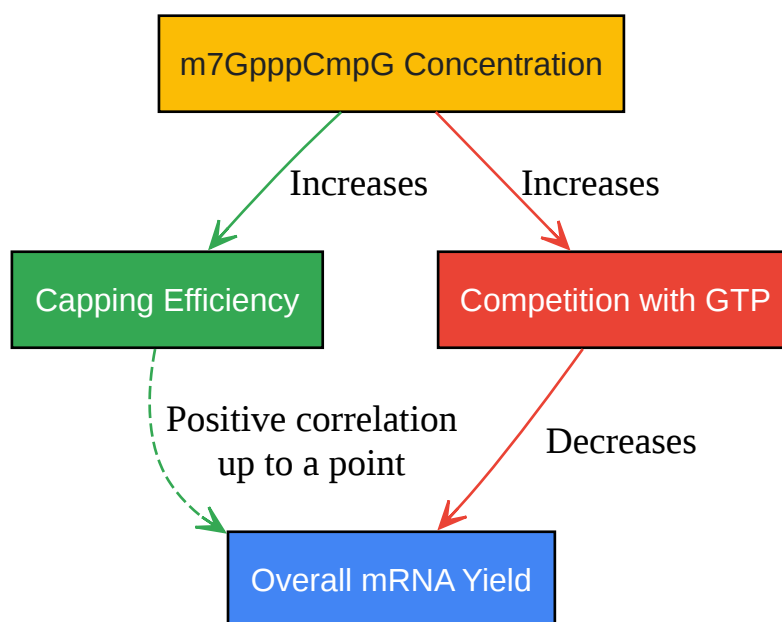 m7GpppCmpG Concentration
Increases
Increases
Capping Efficiency
Competition with GTP
Positive correlation
up to a point
Decreases
Overall mRNA Yield